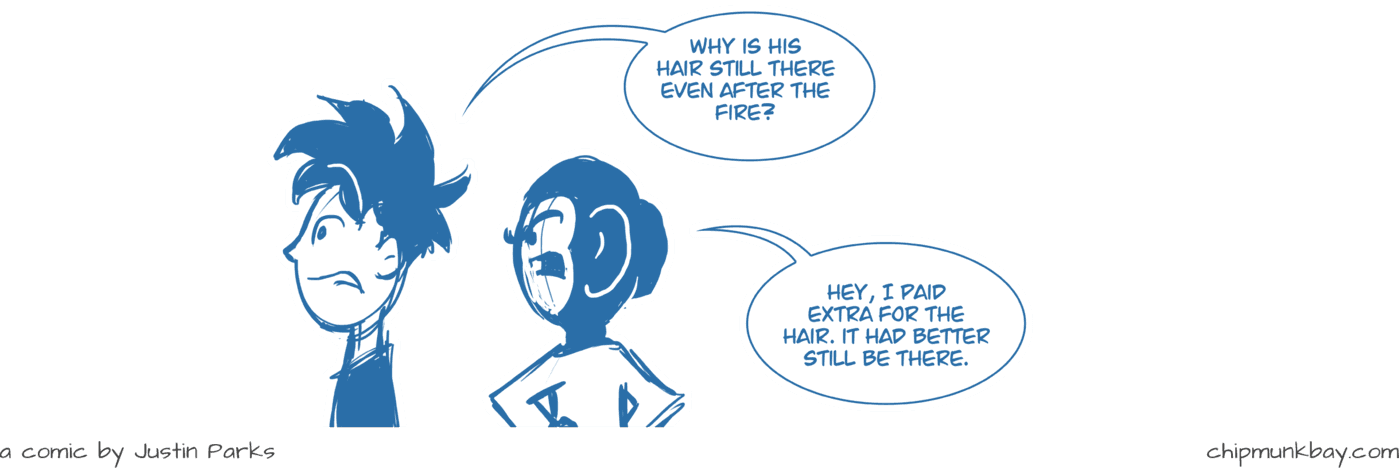 WHY IS HIS
HAIR STILL THERE
EVEN AFTER THE
FIRE?
HEY, I PAID
EXTRA FOR THE
HAIR. IT HAD BETTER
STILL BE THERE.
a comic by Justin Parks
chipmunkbay.com